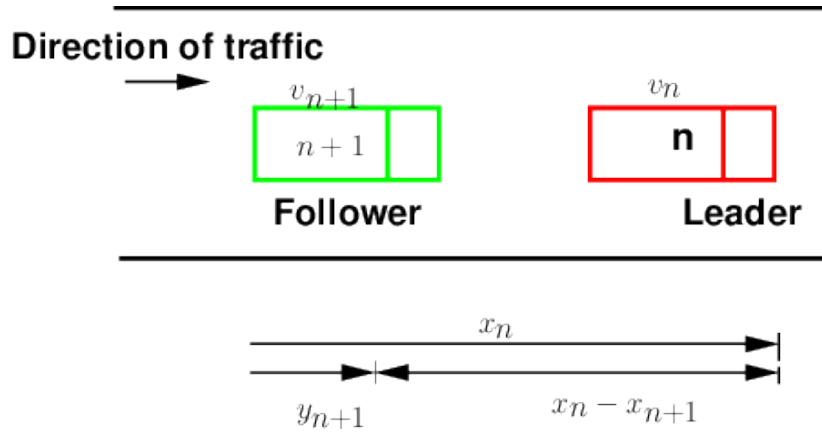 Direction of traffic
v_{n+1}
v_n
n + 1
n
Follower
Leader
x_n
y_{n+1}
x_n − x_{n+1}